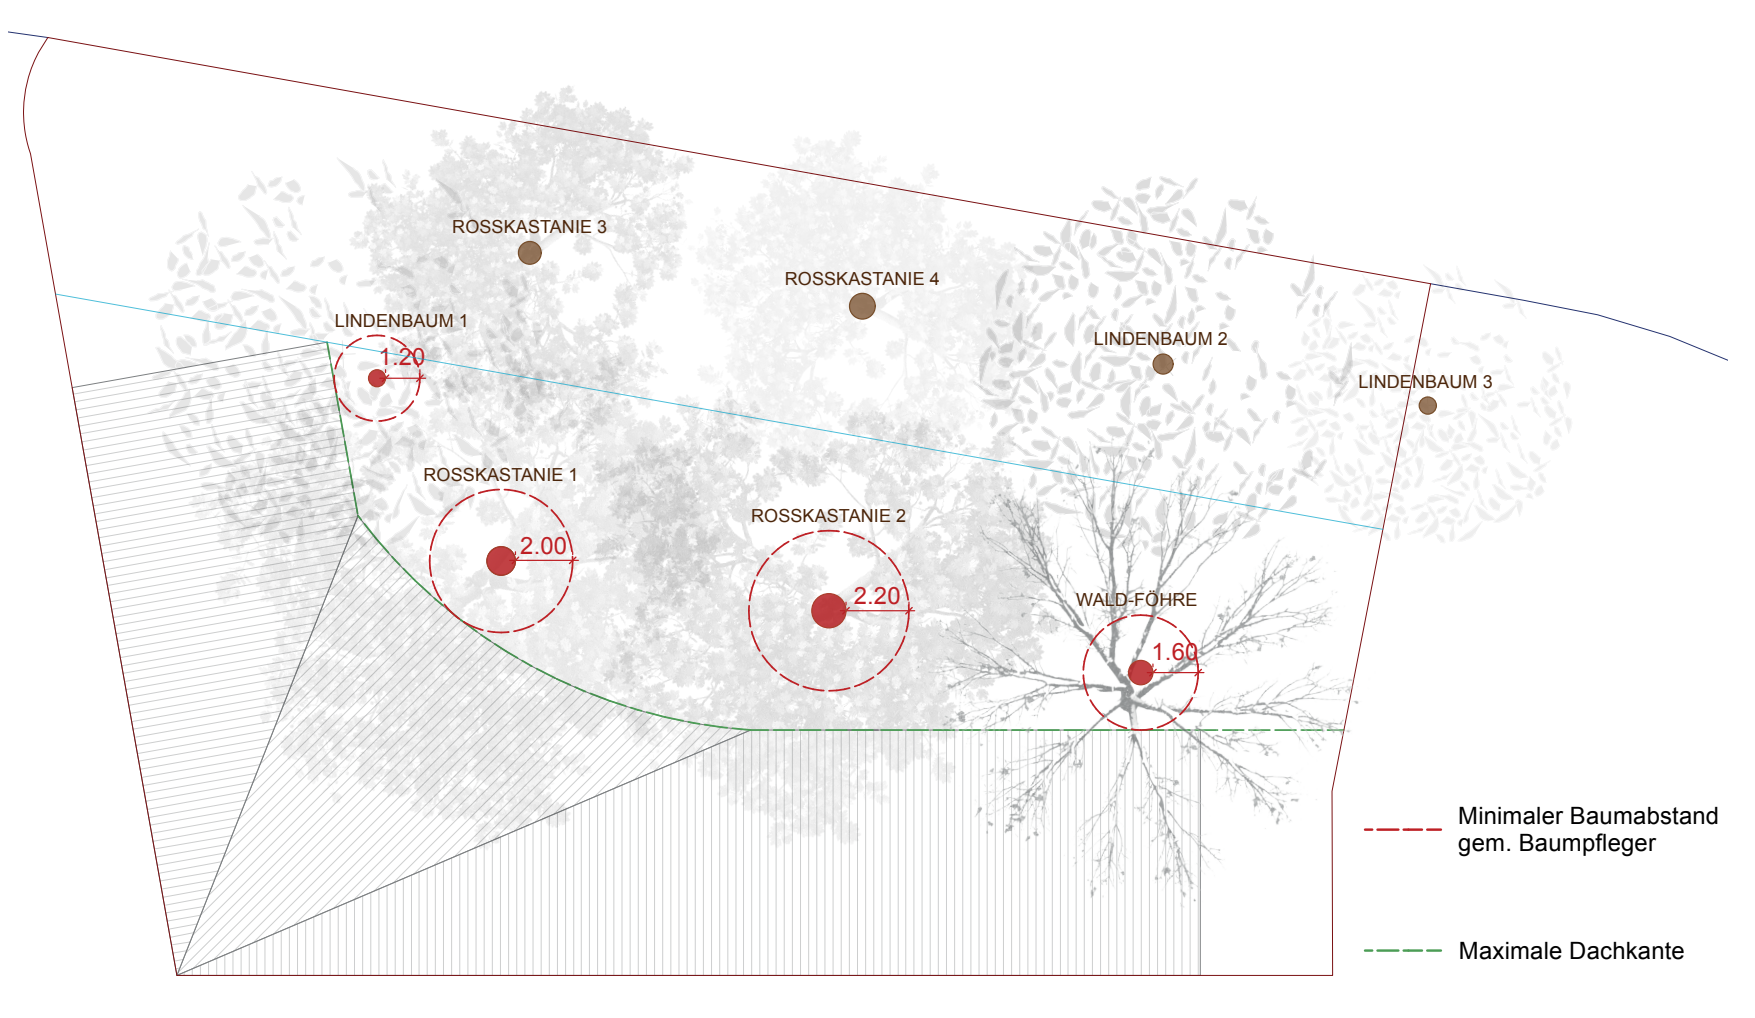 ROSSKASTANIE 3
ROSSKASTANIE 4
LINDENBAUM 1
1.20
LINDENBAUM 2
LINDENBAUM 3
ROSSKASTANIE 1
2.00
ROSSKASTANIE 2
2.20
WALD-FÖHRE
1.60
Minimaler Baumabstand
gem. Baumpfleger
Maximale Dachkante